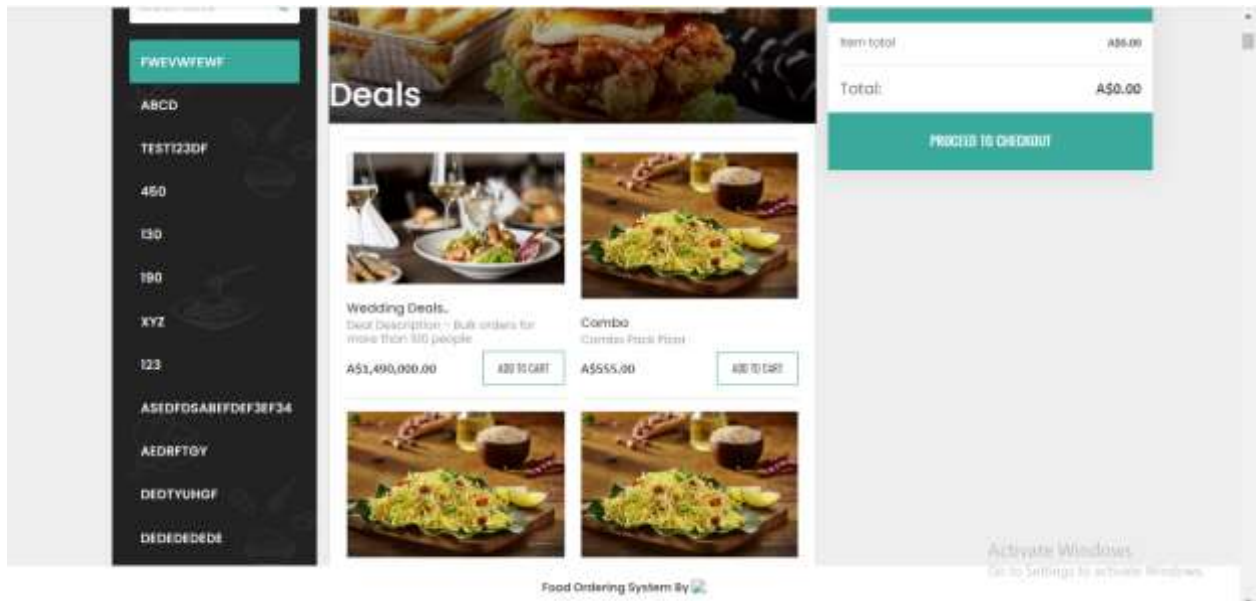 FWEVWFEWF
ABCD
TEST123DF
450
130
190
XYZ
123
ASEDFDSABEFDEF3EF34
AEDRFTGY
DEDTYUHGF
DEDEDEDEDE
Deals
Wedding Deals..
Deal Description - Bulk orders for
more than 100 people
A$1,490,000.00
ADD TO CART
Combo
Combo Pack Pizza
A$555.00
ADD TO CART
Item total
A$0.00
Total:
A$0.00
PROCEED TO CHECKOUT
Food Ordering System By
Activate Windows
Go to Settings to activate Windows.